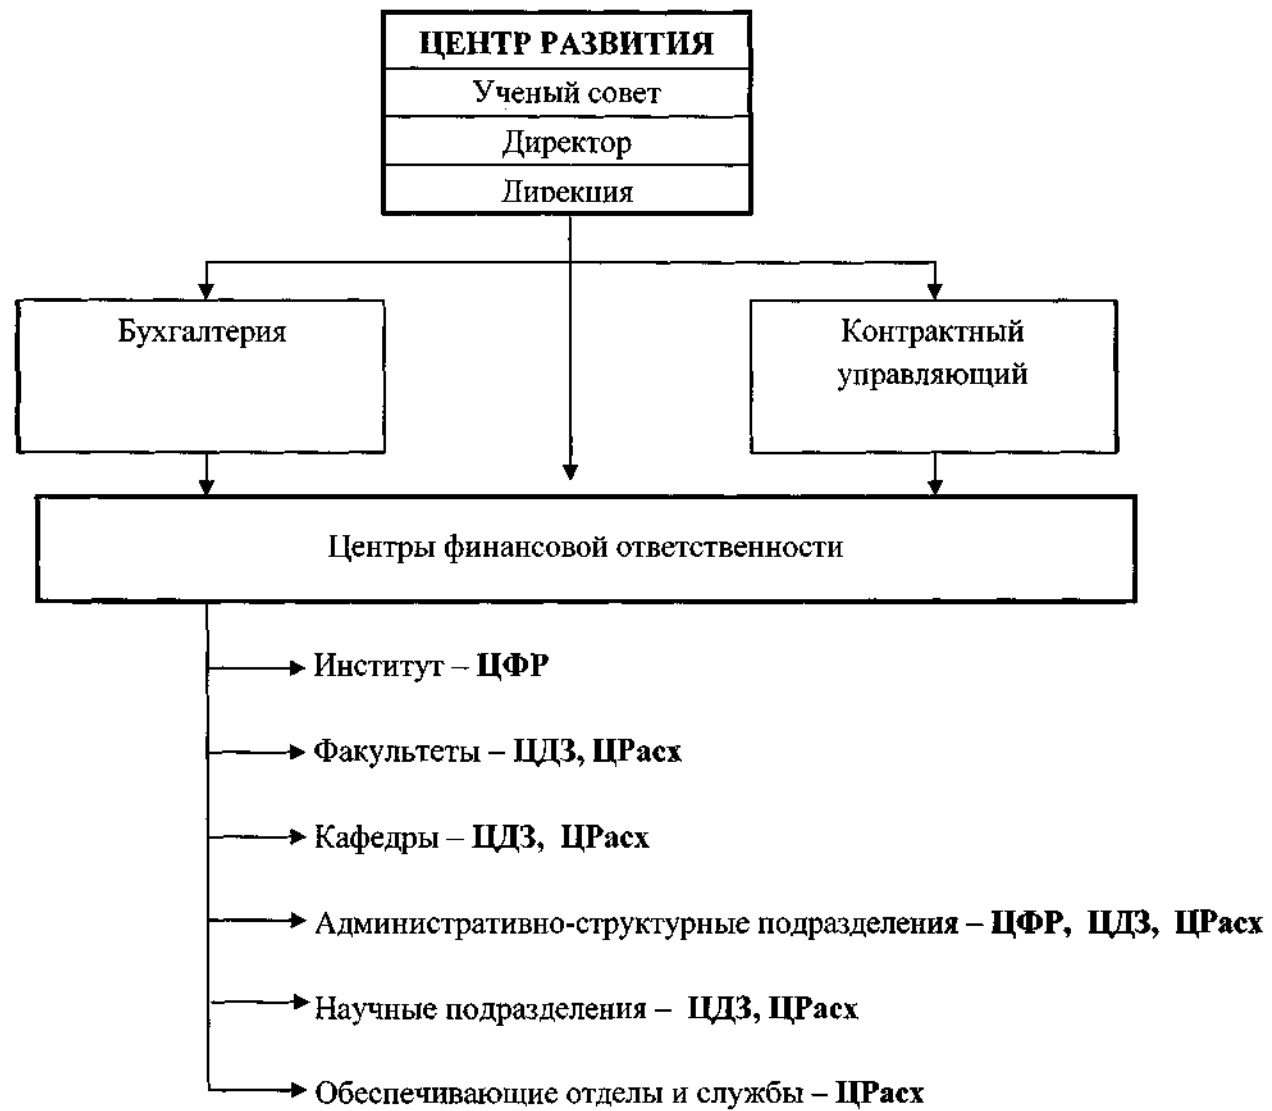 ЦЕНТР РАЗВИТИЯ
Ученый совет
Директор
Дирекция
Бухгалтерия
Контрактный
управляющий
Центры финансовой ответственности
Институт – ЦФР
Факультеты – ЦДЗ, ЦРасх
Кафедры – ЦДЗ, ЦРасх
Административно-структурные подразделения – ЦФР, ЦДЗ, ЦРасх
Научные подразделения – ЦДЗ, ЦРасх
Обеспечивающие отделы и службы – ЦРасх